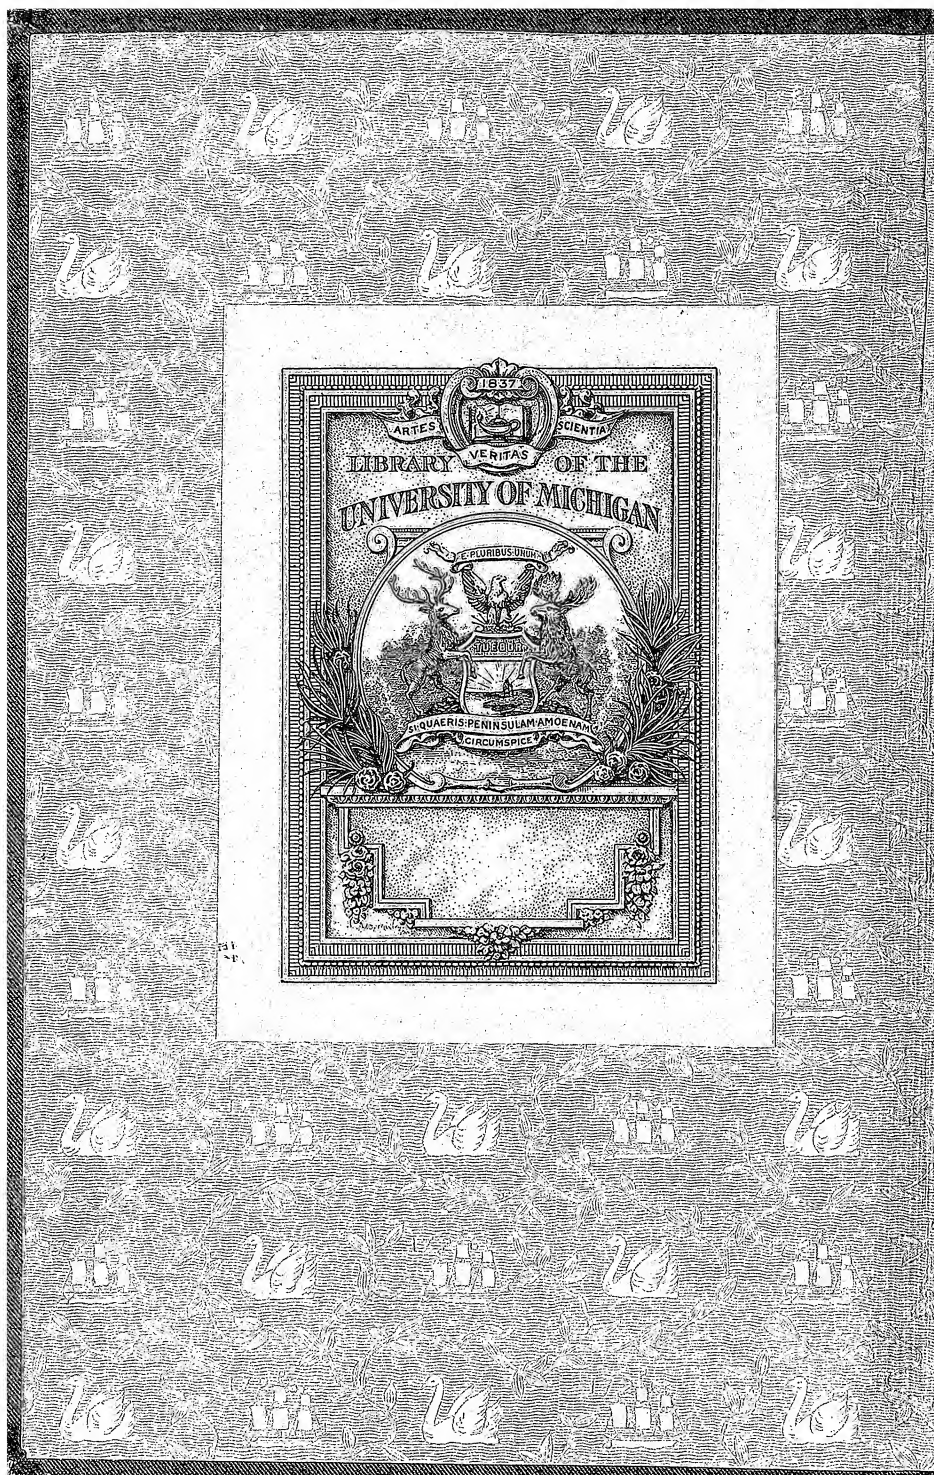 1837
ARTES SCIENTIA
VERITAS
LIBRARY OF THE
UNIVERSITY OF MICHIGAN
E·PLURIBUS·UNUM
TUEBOR
SI·QUAERIS·PENINSULAM·AMOENAM
CIRCUMSPICE